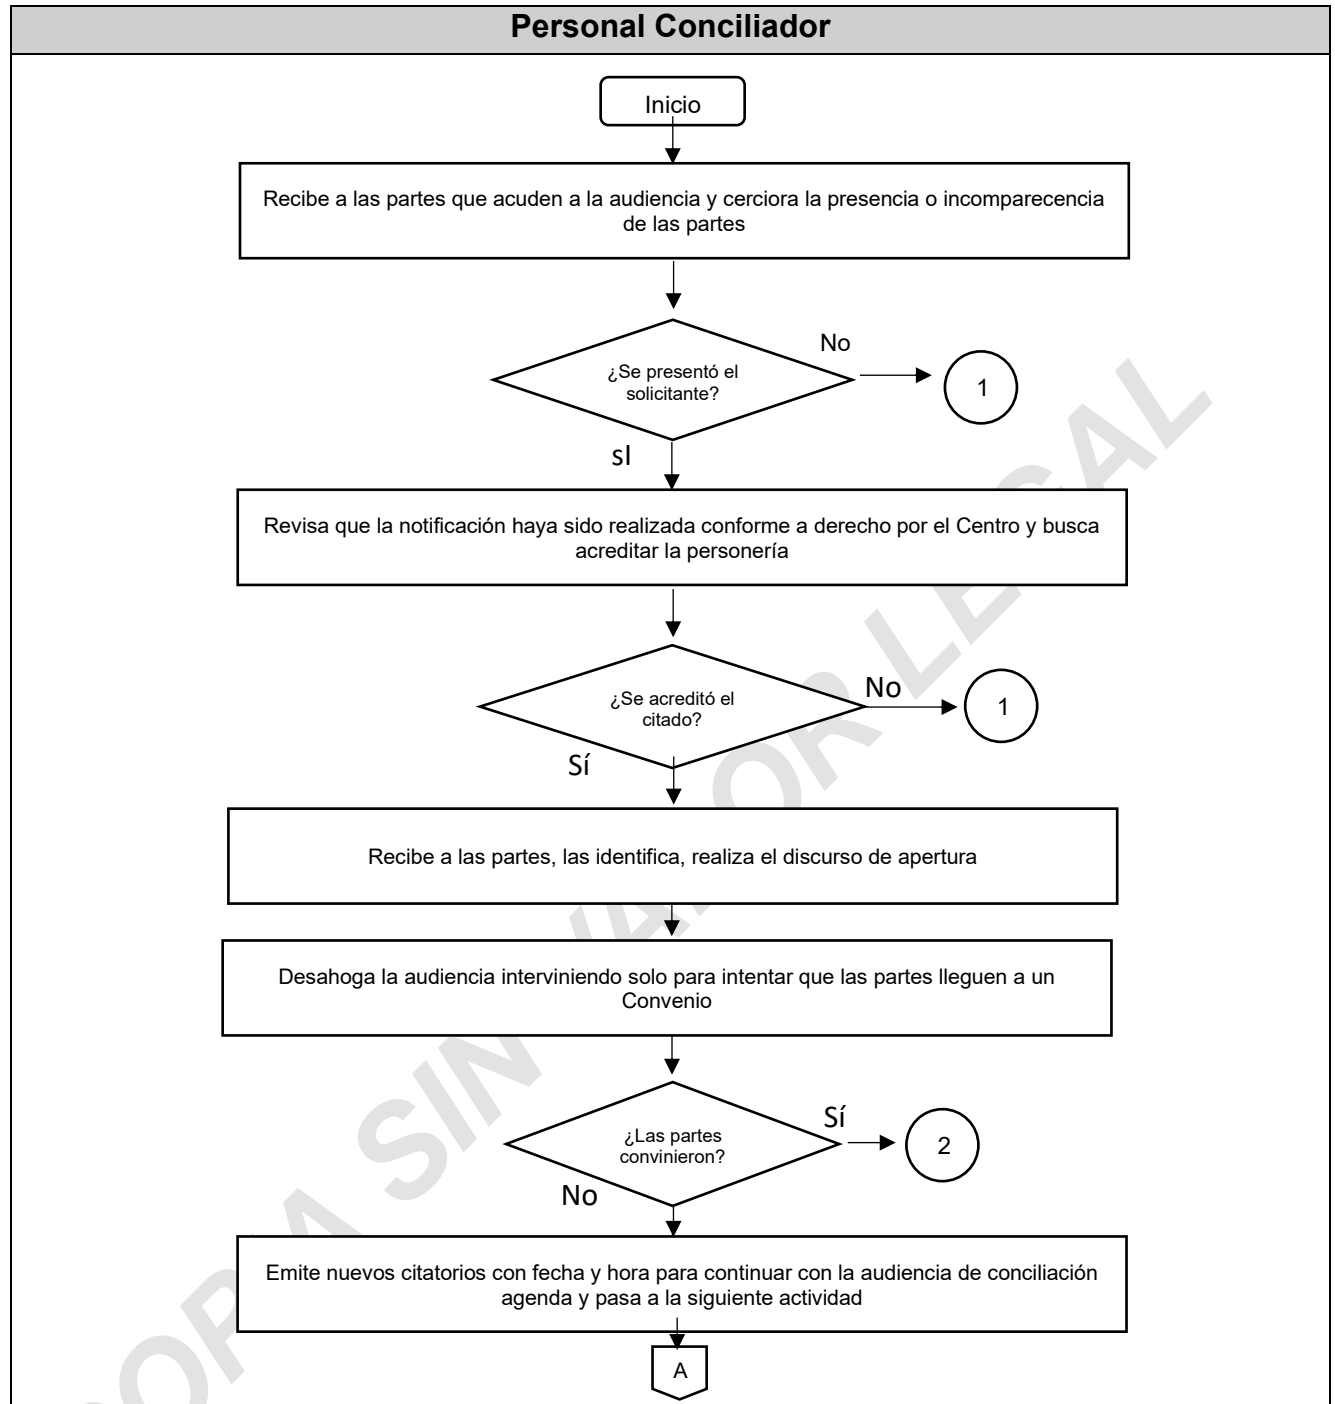 Personal Conciliador
Inicio
Recibe a las partes que acuden a la audiencia y cerciora la presencia o incomparecencia
de las partes
No
¿Se presentó el
solicitante?
1
sI
Revisa que la notificación haya sido realizada conforme a derecho por el Centro y busca
acreditar la personería
¿Se acreditó el
citado?
No
1
Sí
Recibe a las partes, las identifica, realiza el discurso de apertura
Desahoga la audiencia interviniendo solo para intentar que las partes lleguen a un
Convenio
Sí
¿Las partes
convinieron?
2
No
Emite nuevos citatorios con fecha y hora para continuar con la audiencia de conciliación
agenda y pasa a la siguiente actividad
A
COPIA SIN VALOR LEGAL